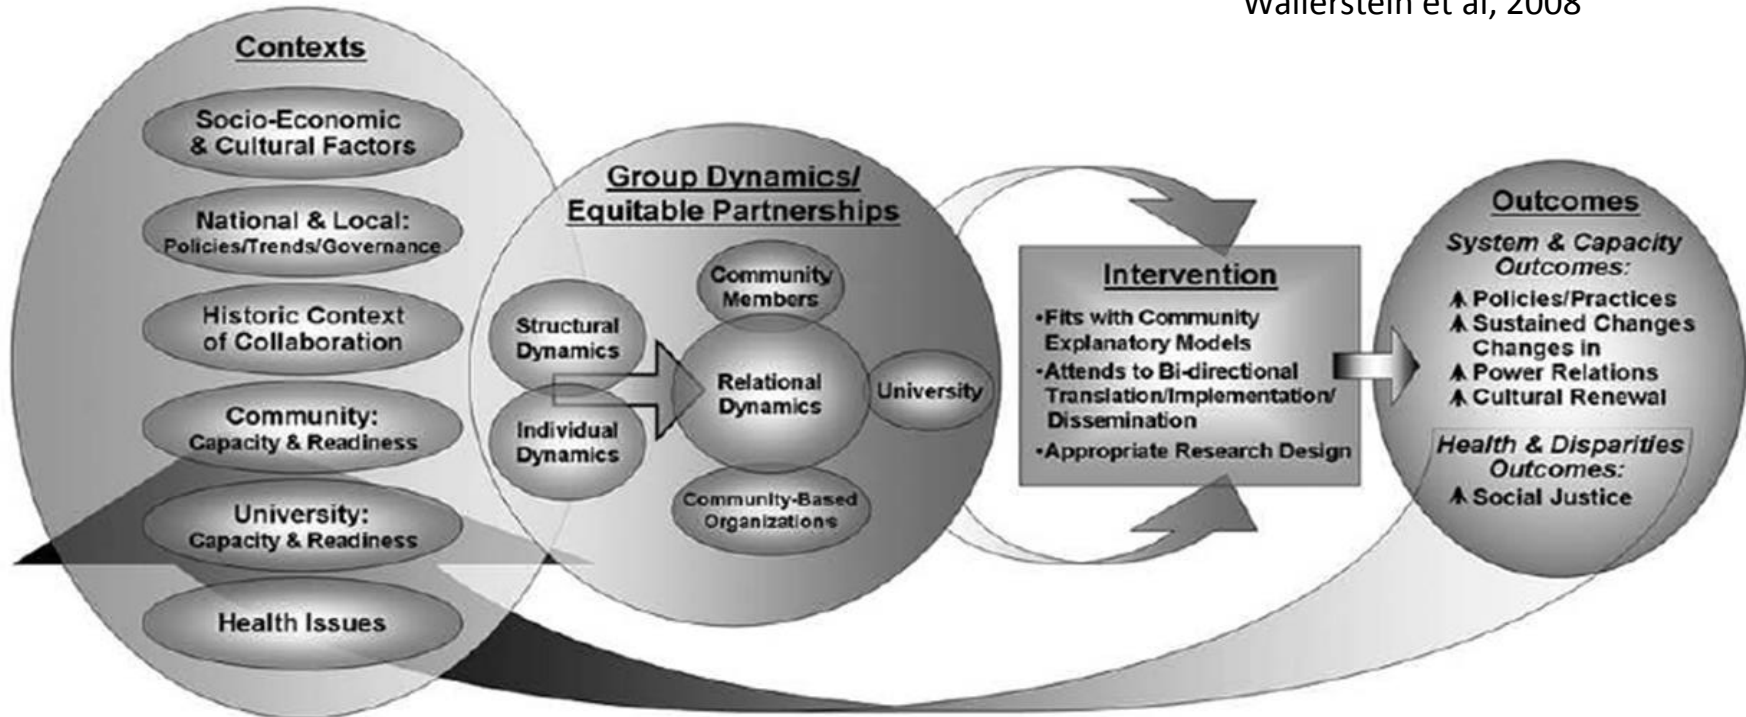 Wallerstein et al, 2008
Contexts
Socio-Economic
& Cultural Factors
National & Local:
Policies/Trends/Governance
Historic Context
of Collaboration
Community:
Capacity & Readiness
University:
Capacity & Readiness
Health Issues
Group Dynamics/
Equitable Partnerships
Structural
Dynamics
Individual
Dynamics
Community
Members
Relational
Dynamics
University
Community-Based
Organizations
Intervention
•Fits with Community
Explanatory Models
•Attends to Bi-directional
Translation/Implementation/
Dissemination
•Appropriate Research Design
Outcomes
System & Capacity
Outcomes:
Policies/Practices
Sustained Changes
Changes in
Power Relations
Cultural Renewal
Health & Disparities
Outcomes:
Social Justice